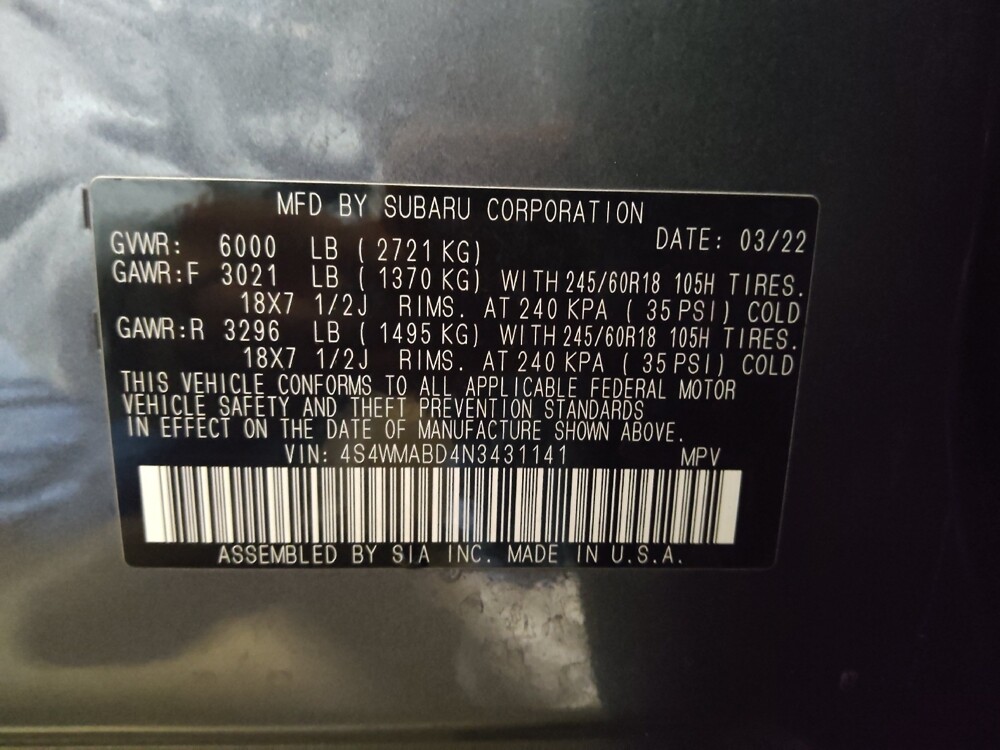 MFD BY SUBARU CORPORATION
DATE: 03/22
GVWR: 6000 LB ( 2721 KG)
GAWR:F 3021 LB ( 1370 KG) WITH 245/60R18 105H TIRES.
18X7 1/2J RIMS. AT 240 KPA ( 35 PSI) COLD
GAWR:R 3296 LB ( 1495 KG) WITH 245/60R18 105H TIRES.
18X7 1/2J RIMS. AT 240 KPA ( 35 PSI) COLD
THIS VEHICLE CONFORMS TO ALL APPLICABLE FEDERAL MOTOR
VEHICLE SAFETY AND THEFT PREVENTION STANDARDS
IN EFFECT ON THE DATE OF MANUFACTURE SHOWN ABOVE.
VIN: 4S4WMABD4N3431141 MPV
ASSEMBLED BY SIA INC. MADE IN U.S.A.